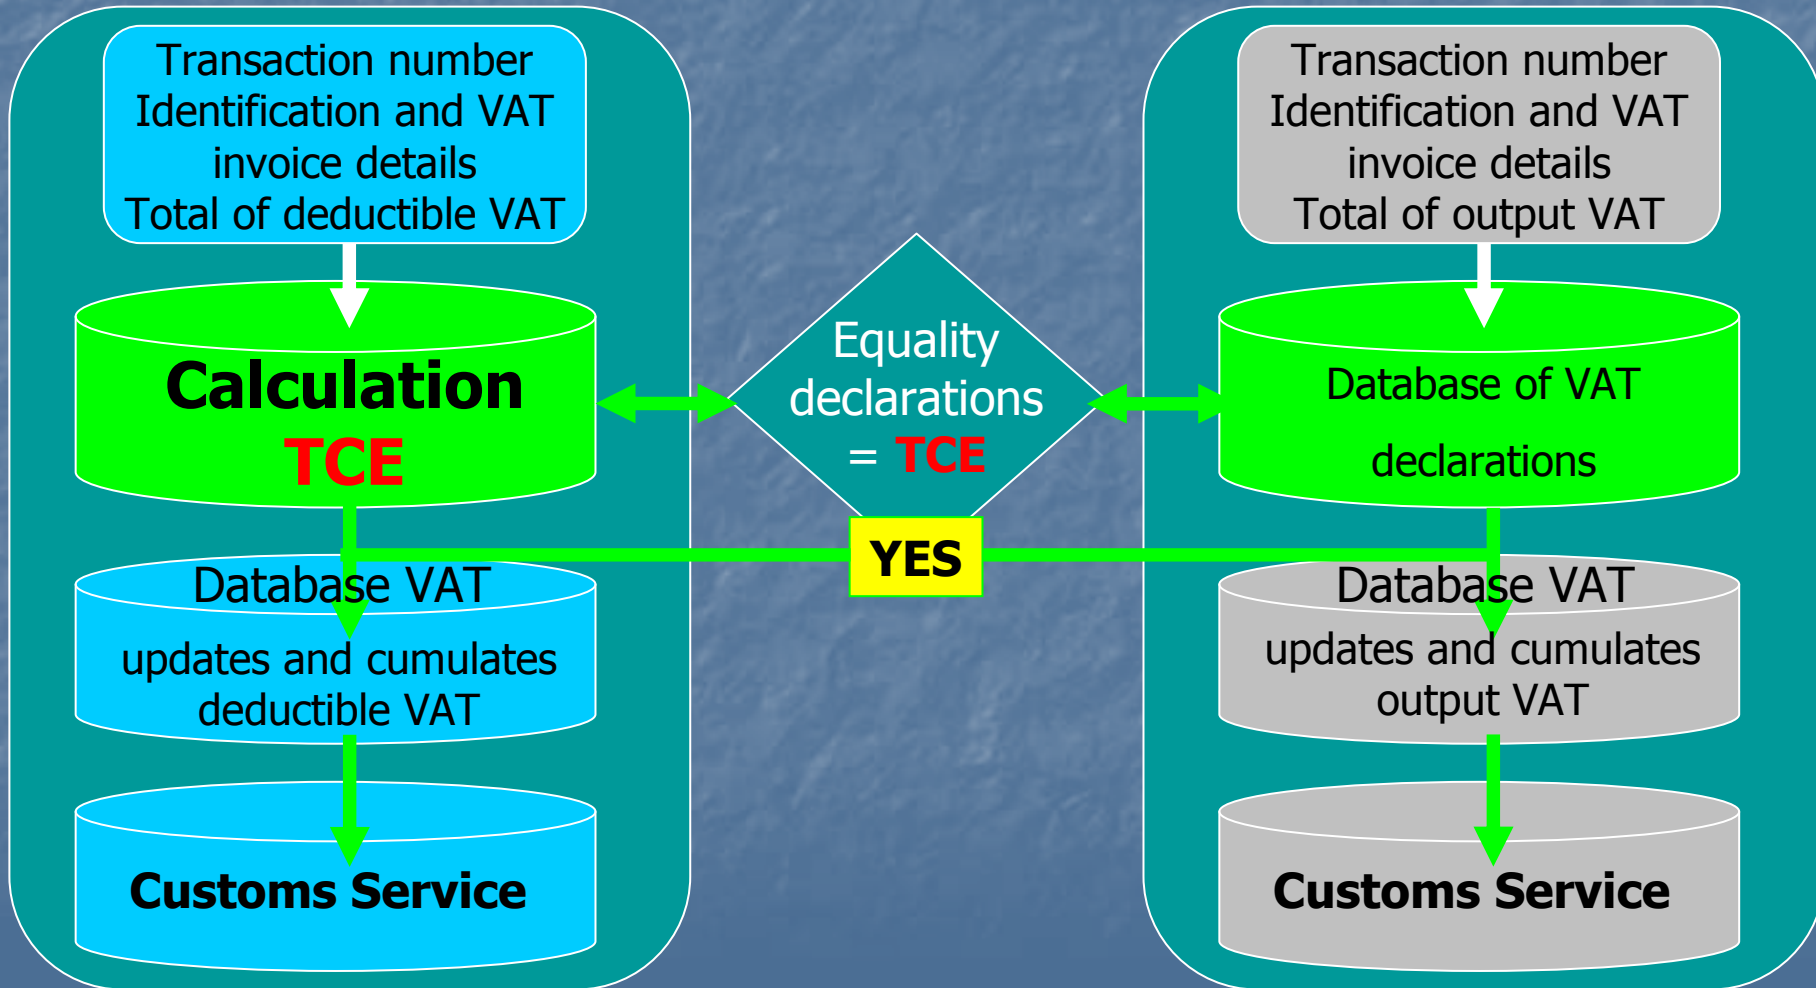 Transaction number
Identification and VAT
invoice details
Total of deductible VAT
Calculation
TCE
Database VAT
updates and cumulates
deductible VAT
Customs Service
Equality
declarations
= TCE
YES
Transaction number
Identification and VAT
invoice details
Total of output VAT
Database of VAT
declarations
Database VAT
updates and cumulates
output VAT
Customs Service